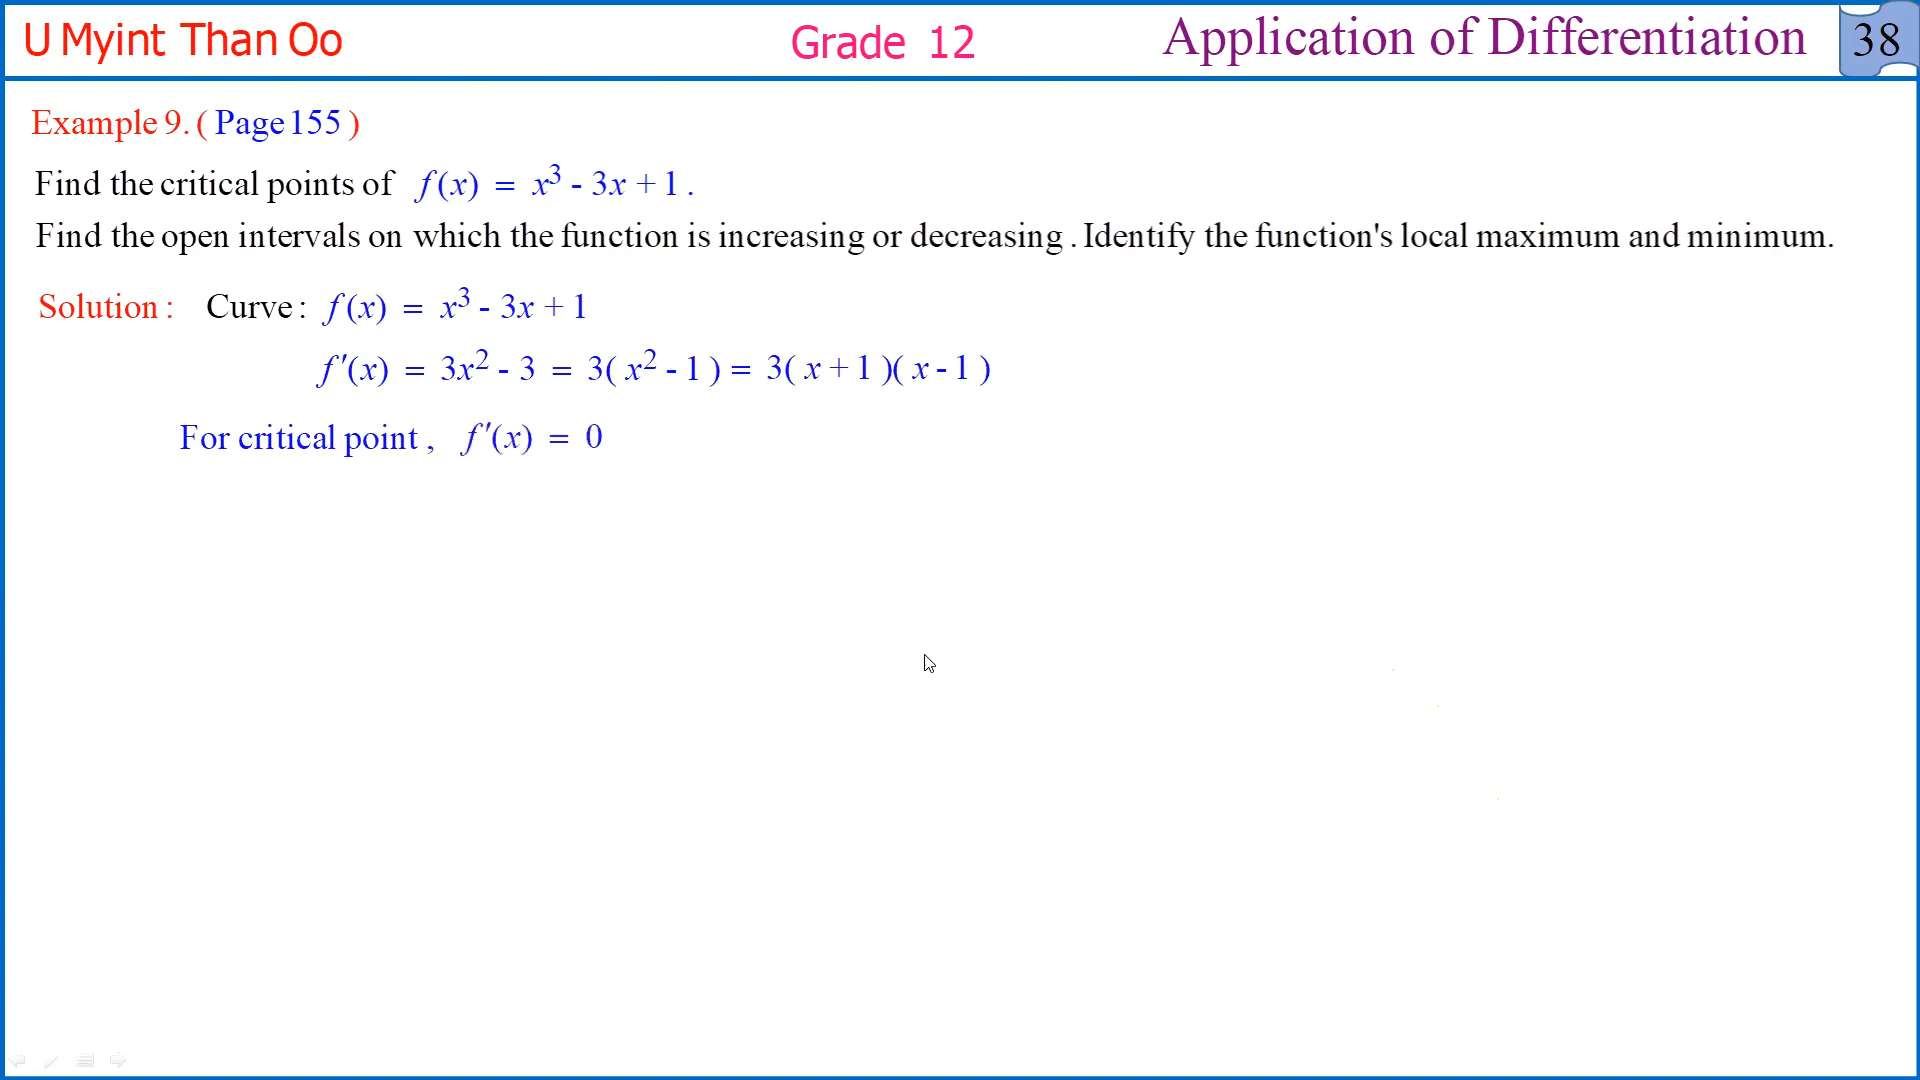 U Myint Than Oo
Grade 12
Application of Differentiation
38
Example 9. ( Page 155 )
Find the critical points of f(x) = x³ - 3x + 1 .
Find the open intervals on which the function is increasing or decreasing . Identify the function's local maximum and minimum.
Solution : Curve : f(x) = x³ - 3x + 1
f′(x) = 3x² - 3 = 3( x² - 1 ) = 3( x + 1 )( x - 1 )
For critical point , f′(x) = 0